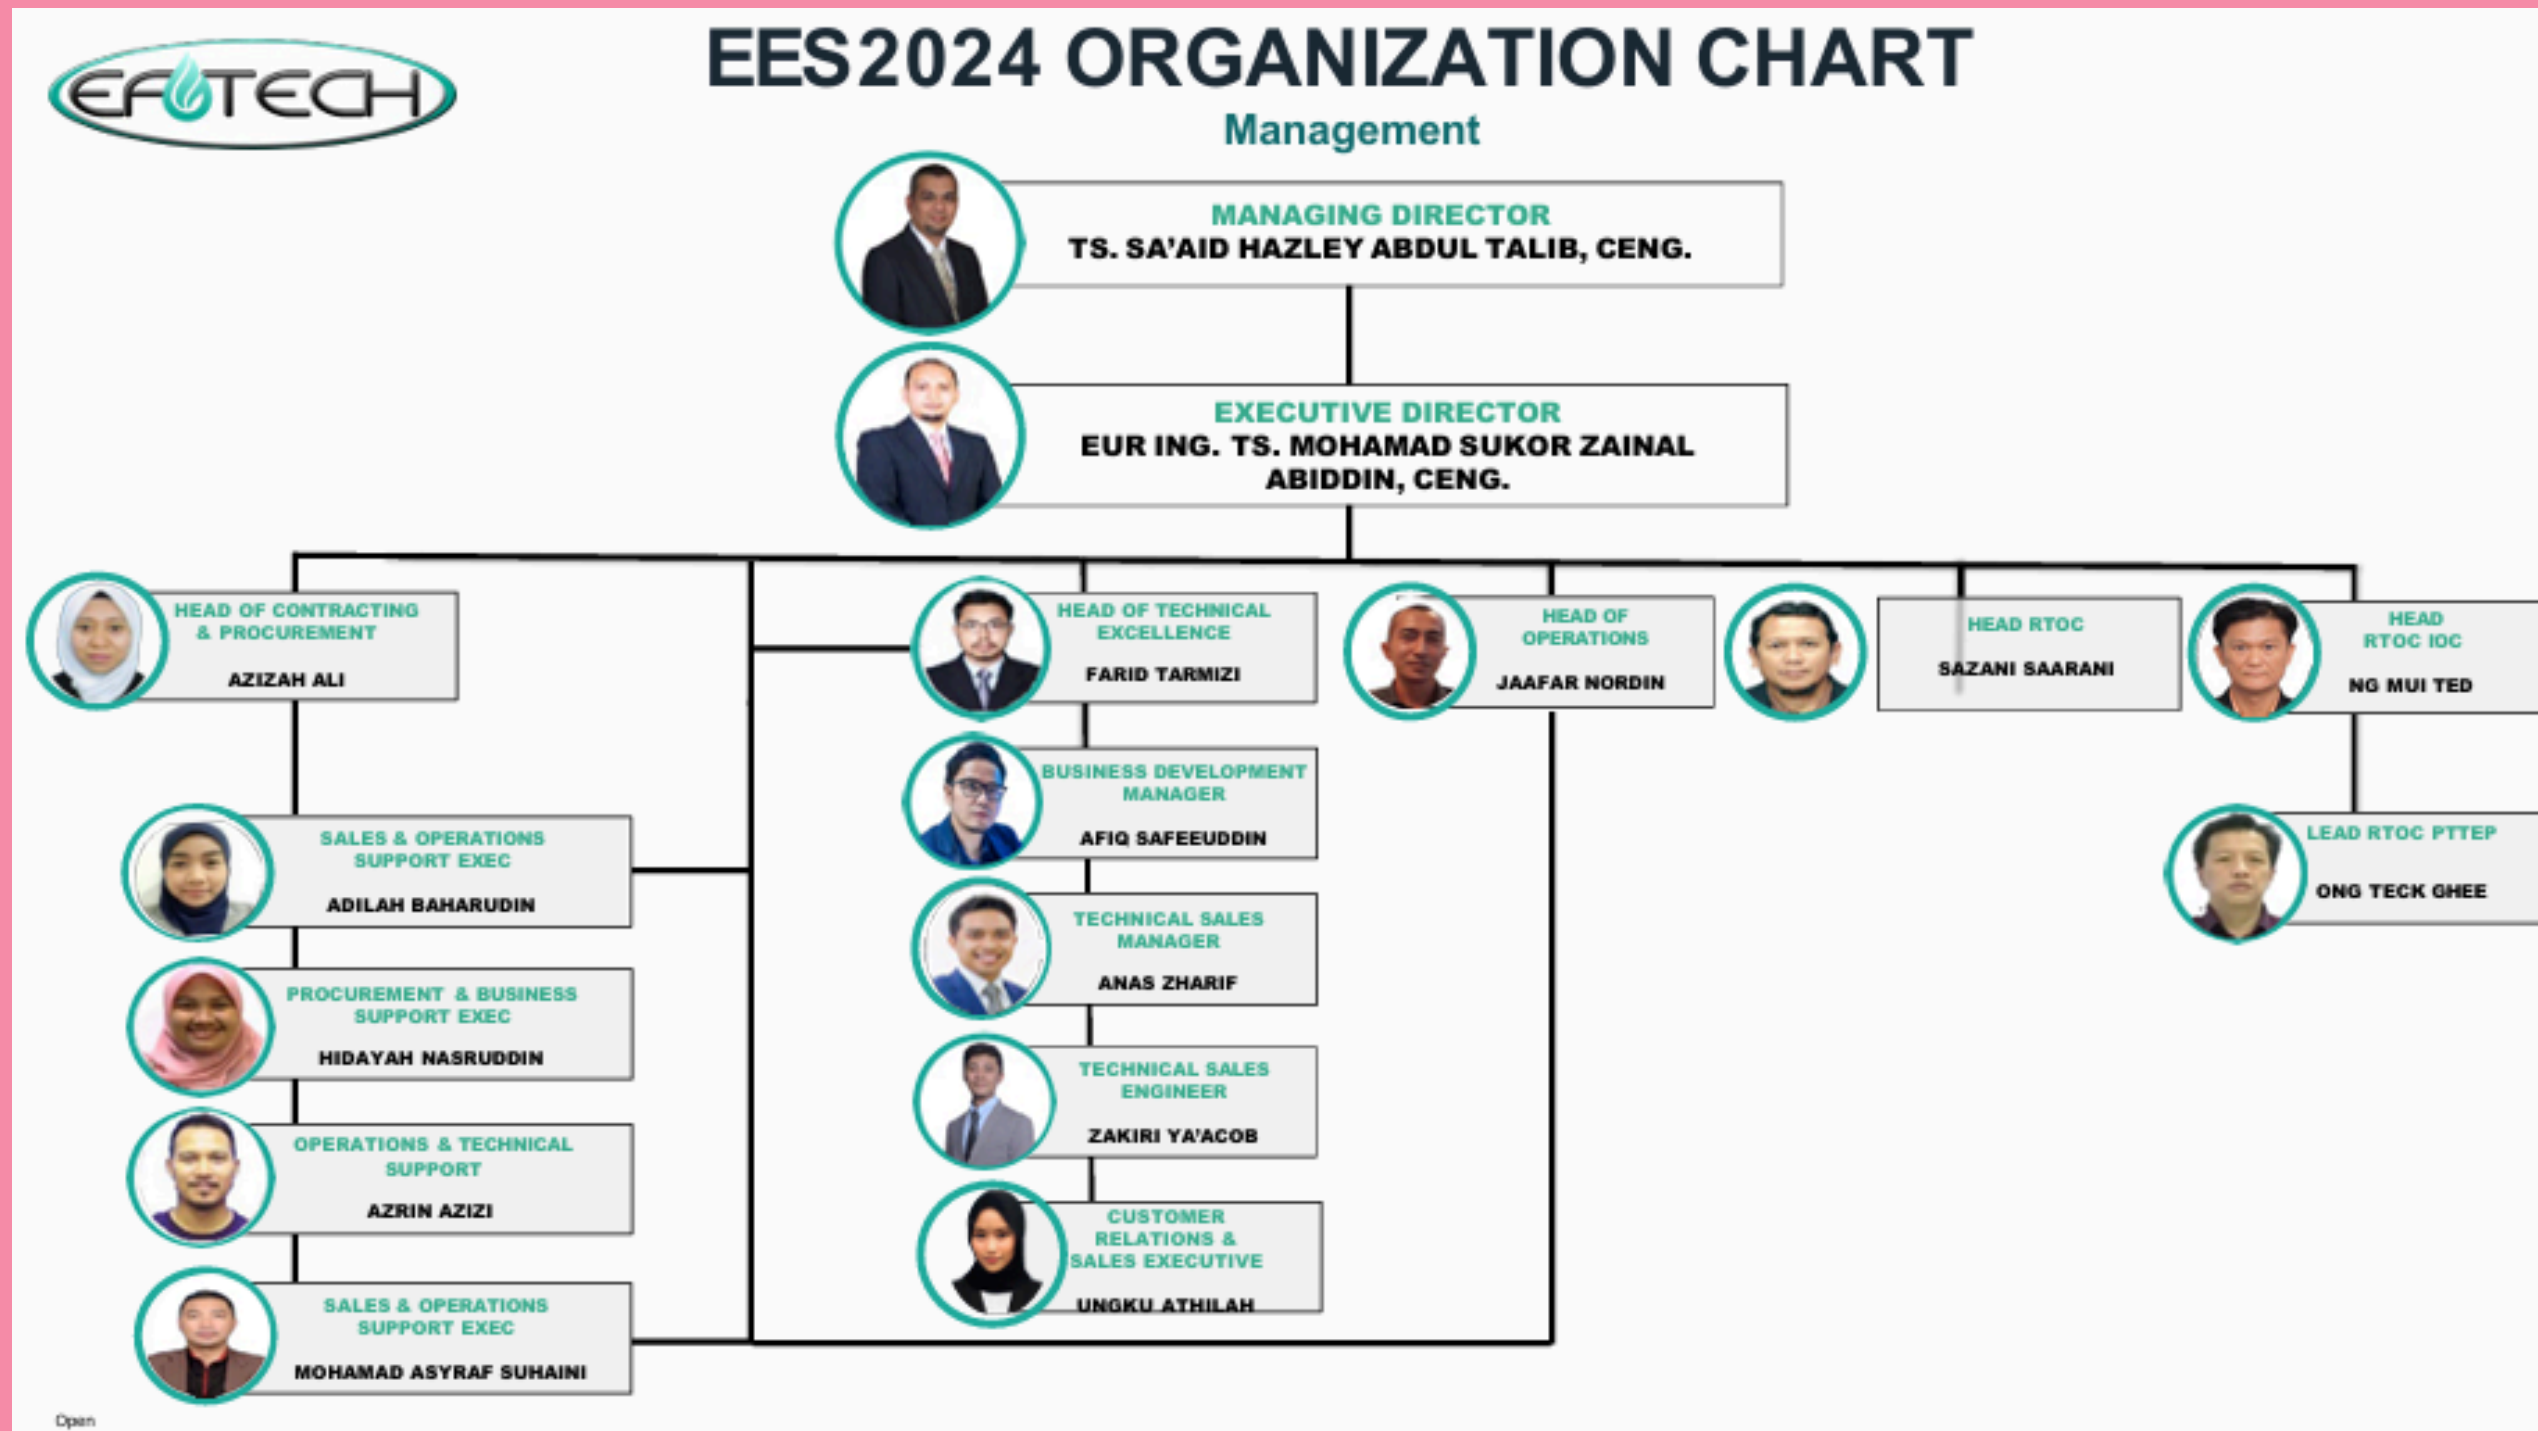 EFOTECH
EES2024 ORGANIZATION CHART
Management
MANAGING DIRECTOR
TS. SA'AID HAZLEY ABDUL TALIB, CENG.
EXECUTIVE DIRECTOR
EUR ING. TS. MOHAMAD SUKOR ZAINAL
ABIDDIN, CENG.
HEAD OF CONTRACTING
& PROCUREMENT
AZIZAH ALI
HEAD OF TECHNICAL
EXCELLENCE
FARID TARMIZI
HEAD OF
OPERATIONS
JAAFAR NORDIN
HEAD RTOC
SAZANI SAARANI
HEAD
RTOC IOC
NG MUI TED
SALES & OPERATIONS
SUPPORT EXEC
ADILAH BAHARUDIN
PROCUREMENT & BUSINESS
SUPPORT EXEC
HIDAYAH NASRUDDIN
OPERATIONS & TECHNICAL
SUPPORT
AZRIN AZIZI
SALES & OPERATIONS
SUPPORT EXEC
MOHAMAD ASYRAF SUHAINI
BUSINESS DEVELOPMENT
MANAGER
AFIQ SAFEEUDDIN
TECHNICAL SALES
MANAGER
ANAS ZHARIF
TECHNICAL SALES
ENGINEER
ZAKIRI YA'ACOB
CUSTOMER
RELATIONS &
SALES EXECUTIVE
UNGKU ATHILAH
LEAD RTOC PTTEP
ONG TECK GHEE
Open